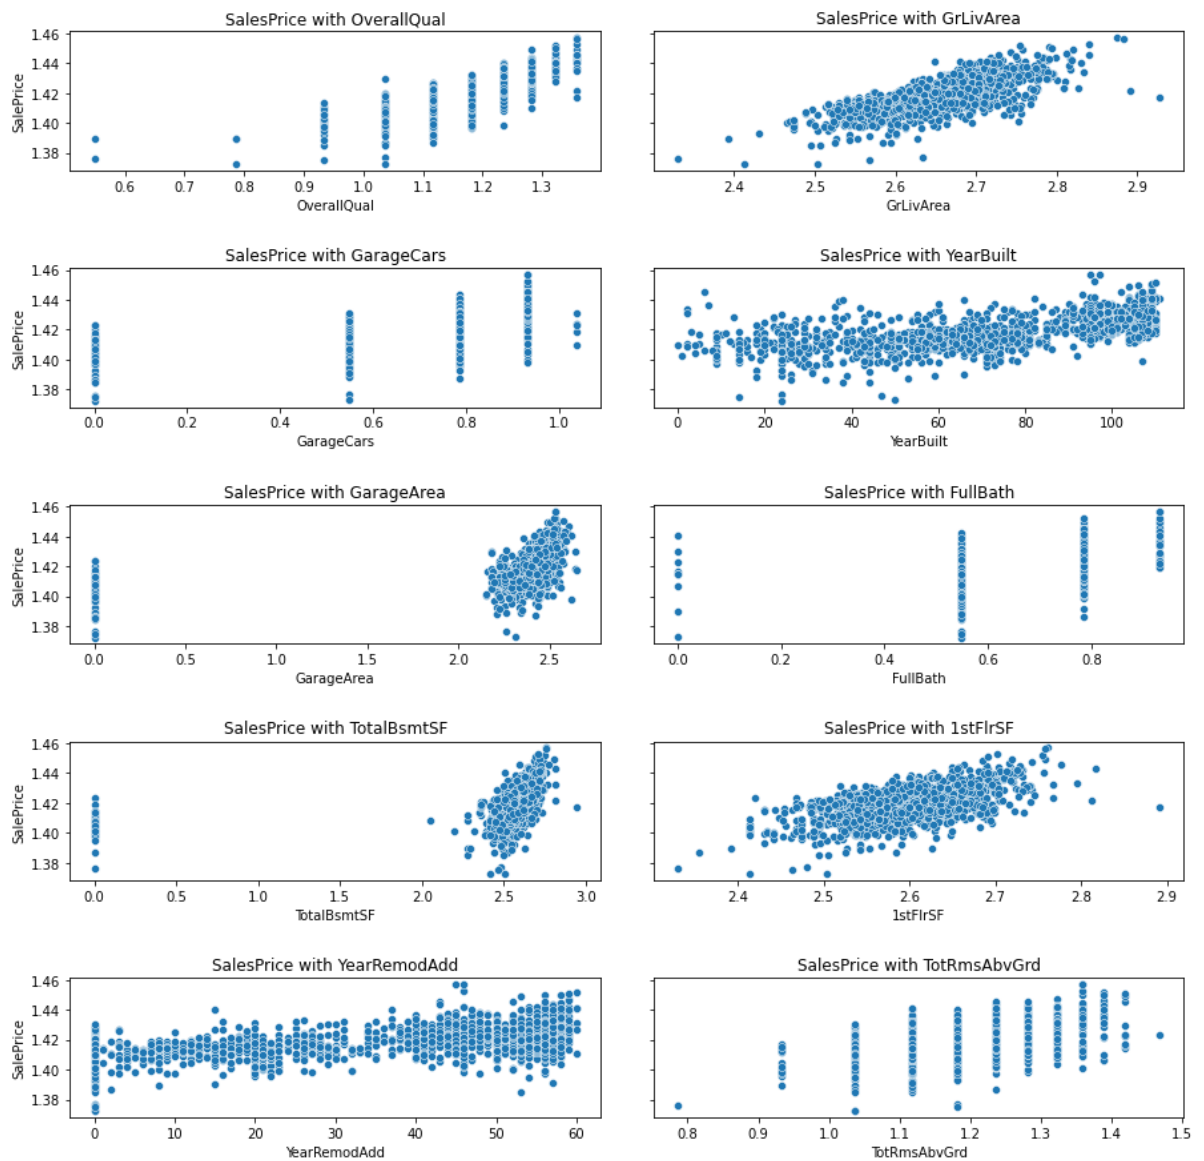 SalesPrice with OverallQual
SalesPrice with GrLivArea
SalePrice
1.46
1.44
1.42
1.40
1.38
0.6 0.7 0.8 0.9 1.0 1.1 1.2 1.3
2.4 2.5 2.6 2.7 2.8 2.9
OverallQual
GrLivArea
SalesPrice with GarageCars
SalesPrice with YearBuilt
SalePrice
1.46
1.44
1.42
1.40
1.38
0.0 0.2 0.4 0.6 0.8 1.0
0 20 40 60 80 100
GarageCars
YearBuilt
SalesPrice with GarageArea
SalesPrice with FullBath
SalePrice
1.46
1.44
1.42
1.40
1.38
0.0 0.5 1.0 1.5 2.0 2.5
0.0 0.2 0.4 0.6 0.8
GarageArea
FullBath
SalesPrice with TotalBsmtSF
SalesPrice with 1stFlrSF
SalePrice
1.46
1.44
1.42
1.40
1.38
0.0 0.5 1.0 1.5 2.0 2.5 3.0
2.4 2.5 2.6 2.7 2.8 2.9
TotalBsmtSF
1stFlrSF
SalesPrice with YearRemodAdd
SalesPrice with TotRmsAbvGrd
SalePrice
1.46
1.44
1.42
1.40
1.38
0 10 20 30 40 50 60
0.8 0.9 1.0 1.1 1.2 1.3 1.4 1.5
YearRemodAdd
TotRmsAbvGrd